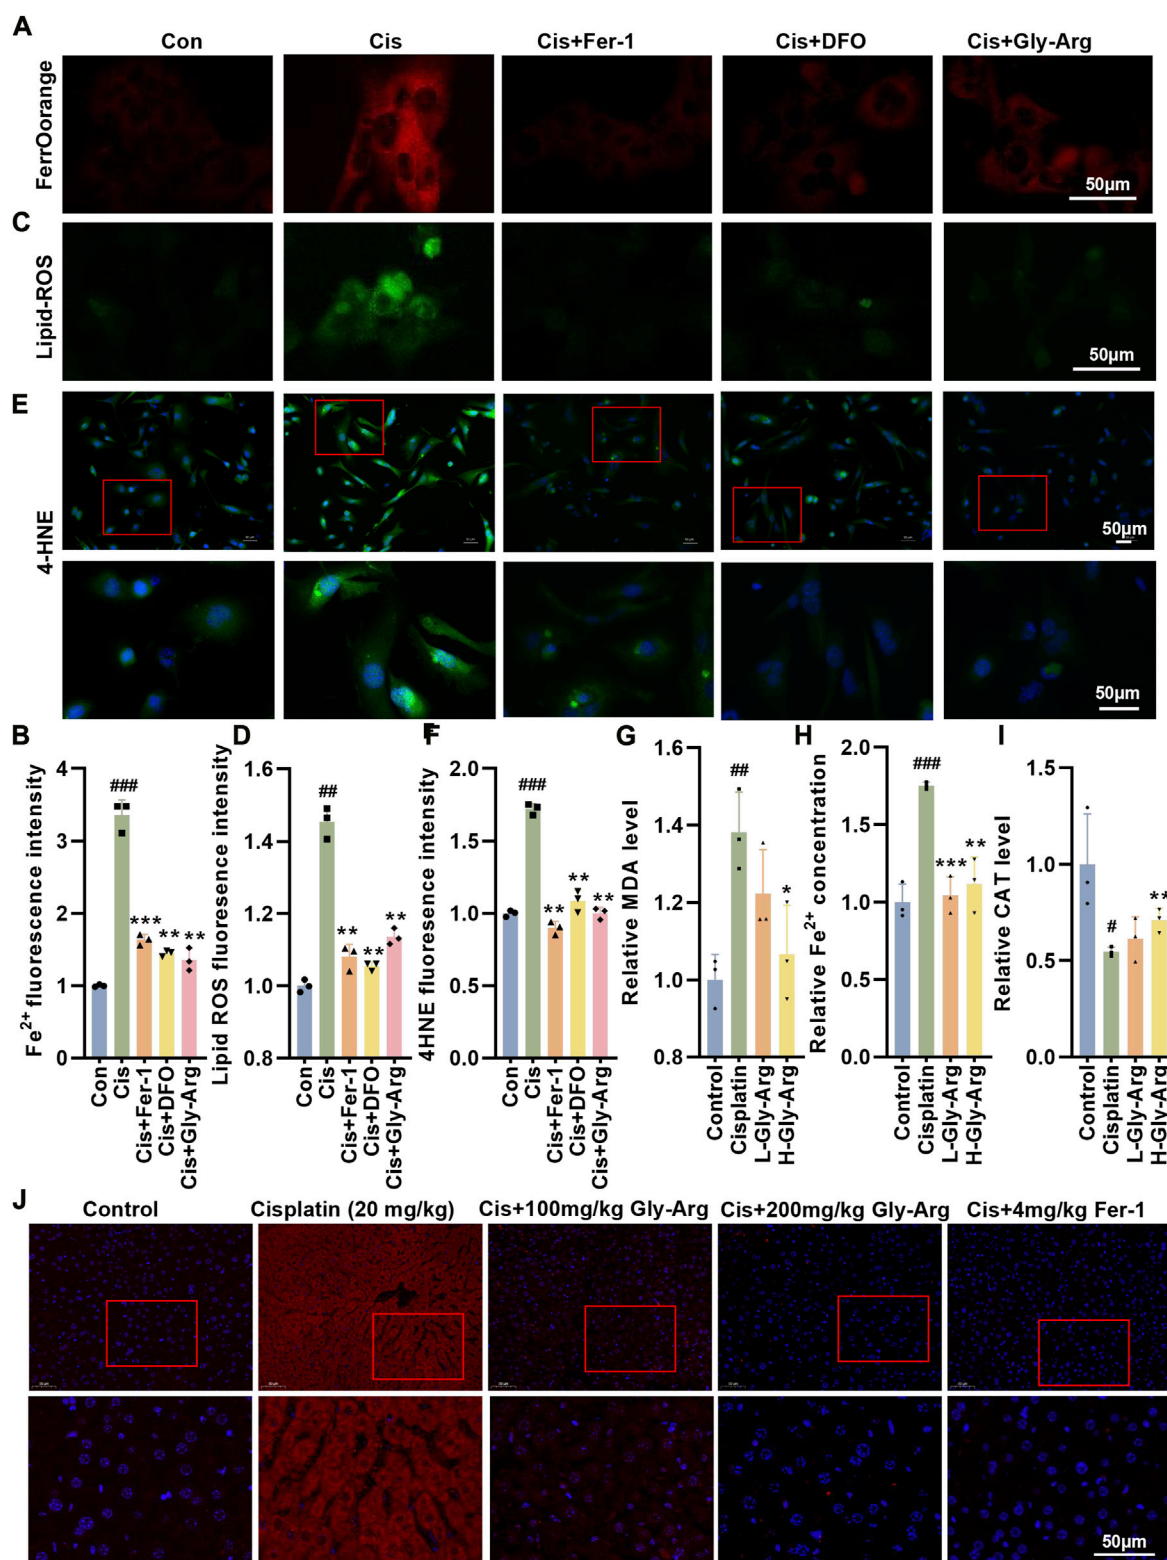 A
Con Cis Cis+Fer-1 Cis+DFO Cis+Gly-Arg
FerrOorange
50µm
C
Lipid-ROS
50µm
E
4-HNE
50µm
50µm
B
Fe2+ fluorescence intensity
4
3
2
1
0
###
***
**
**
Con
Cis
Cis+Fer-1
Cis+DFO
Cis+Gly-Arg
D
Lipid ROS fluoresence intensity
1.6
1.4
1.2
1.0
0.8
##
**
**
**
Con
Cis
Cis+Fer-1
Cis+DFO
Cis+Gly-Arg
F
4HNE fluoresence intensity
2.0
1.5
1.0
0.5
0.0
###
**
**
**
Con
Cis
Cis+Fer-1
Cis+DFO
Cis+Gly-Arg
G
Relative MDA level
1.6
1.4
1.2
1.0
0.8
##
*
Control
Cisplatin
L-Gly-Arg
H-Gly-Arg
H
Relative Fe2+ concentration
2.0
1.5
1.0
0.5
0.0
###
***
**
Control
Cisplatin
L-Gly-Arg
H-Gly-Arg
I
Relative CAT level
1.5
1.0
0.5
0.0
#
**
Control
Cisplatin
L-Gly-Arg
H-Gly-Arg
J
Control Cisplatin (20 mg/kg) Cis+100mg/kg Gly-Arg Cis+200mg/kg Gly-Arg Cis+4mg/kg Fer-1
50µm